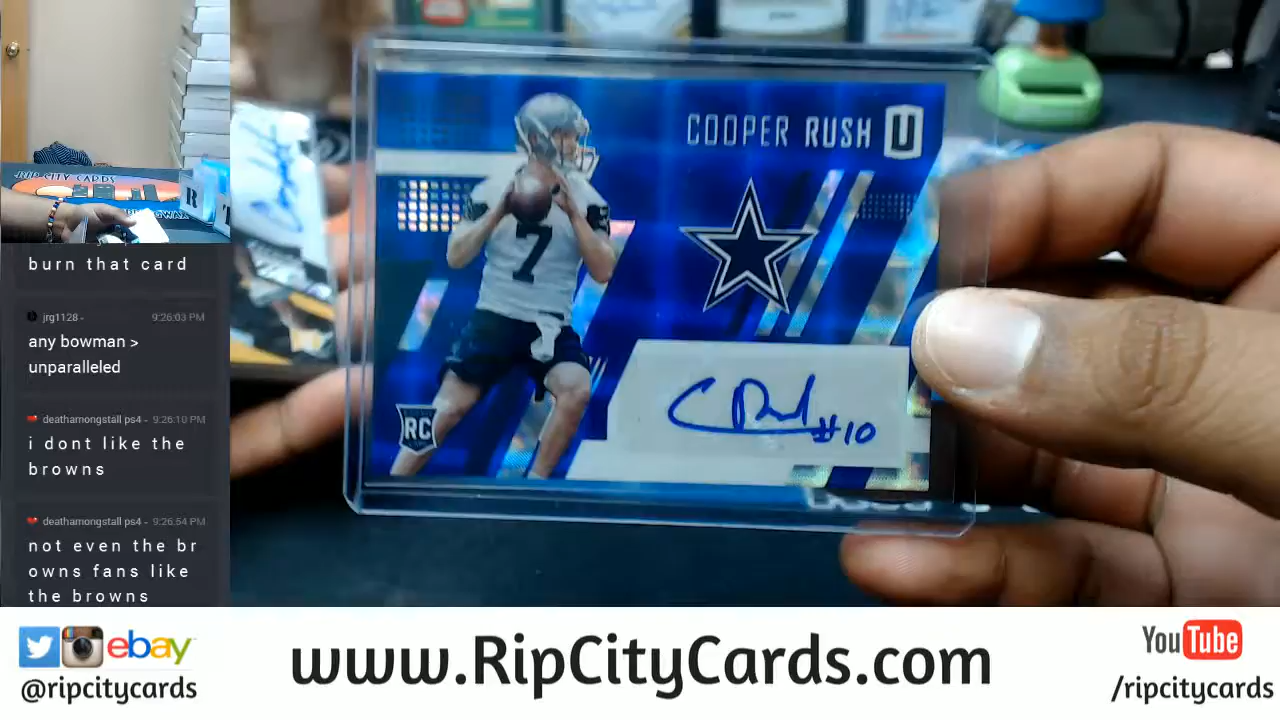 RIP CITY CARDS
burn that card
jrg1128 - 9:26:03 PM
any bowman >
unparalleled
deathamongstall ps4 - 9:26:10 PM
i dont like the
browns
deathamongstall ps4 - 9:26:54 PM
not even the br
owns fans like
the browns
COOPER RUSH U
7
RC
#10
ebay
@ripcitycards
www.RipCityCards.com
YouTube
/ripcitycards